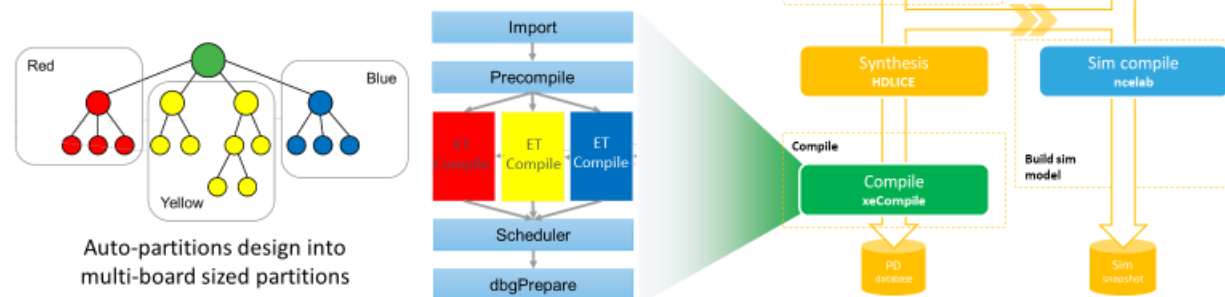 Red
Blue
Yellow
Auto-partitions design into
multi-board sized partitions
Import
Precompile
ET
Compile
ET
Compile
ET
Compile
Scheduler
dbgPrepare
Synthesis
HDLICE
Sim compile
ncelab
Compile
Build sim
model
Compile
xeCompile
PD
database
Sim
snapshot